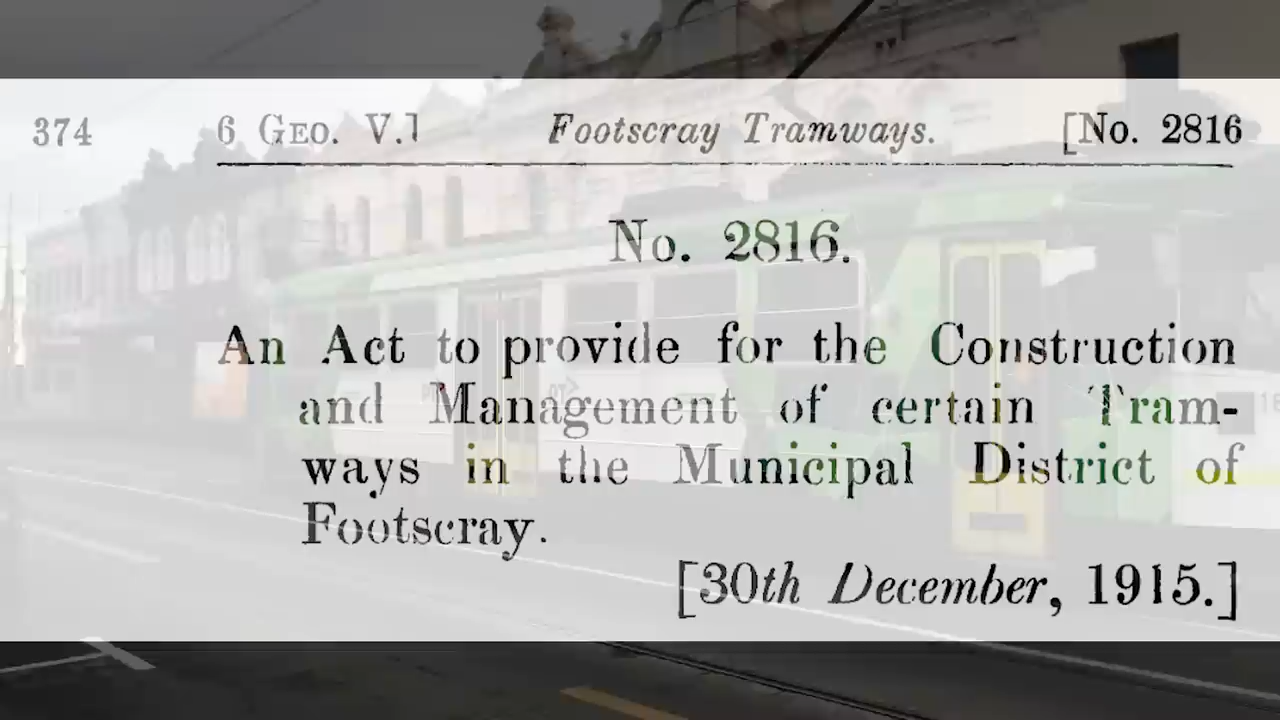 374 6 GEO. V.] Footscray Tramways. [No. 2816
No. 2816.
An Act to provide for the Construction
and Management of certain Tram-
ways in the Municipal District of
Footscray.
[30th December, 1915.]